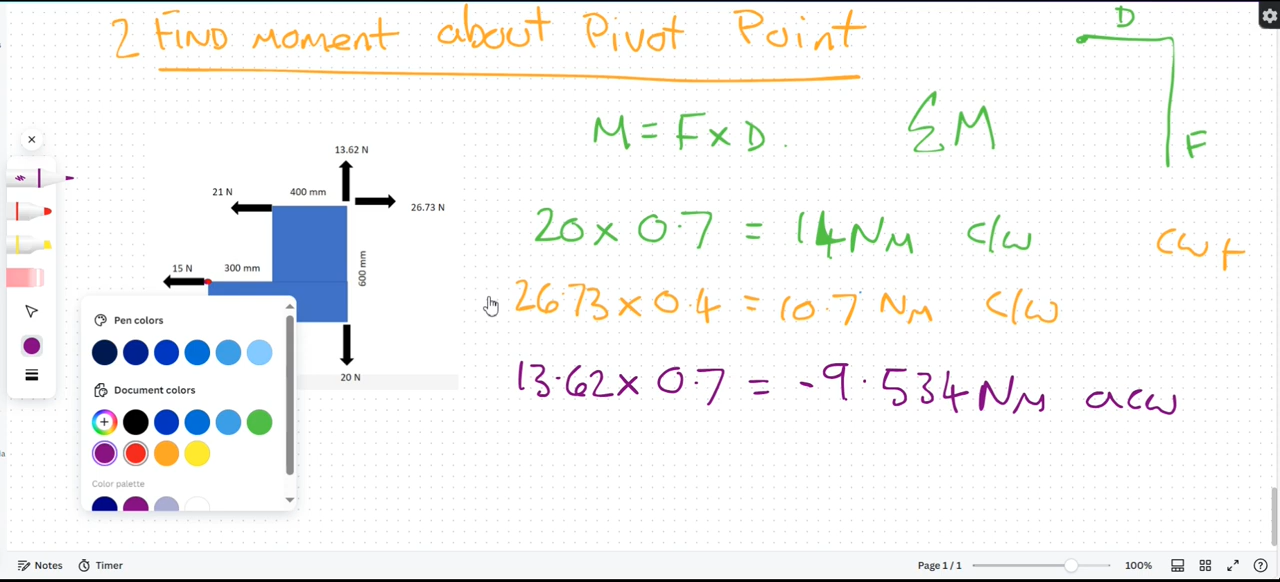 2 FIND moment about Pivot Point
D
M = F x D.
ΣM
F
13.62 N
21 N
400 mm
26.73 N
20 x 0.7 = 14 NM c/w
cw +
15 N
300 mm
600 mm
26.73 x 0.4 = 10.7 NM c/w
Pen colors
20 N
13.62 x 0.7 = -9.534 NM acw
Document colors
Color palette
Notes
Timer
Page 1 / 1
100%